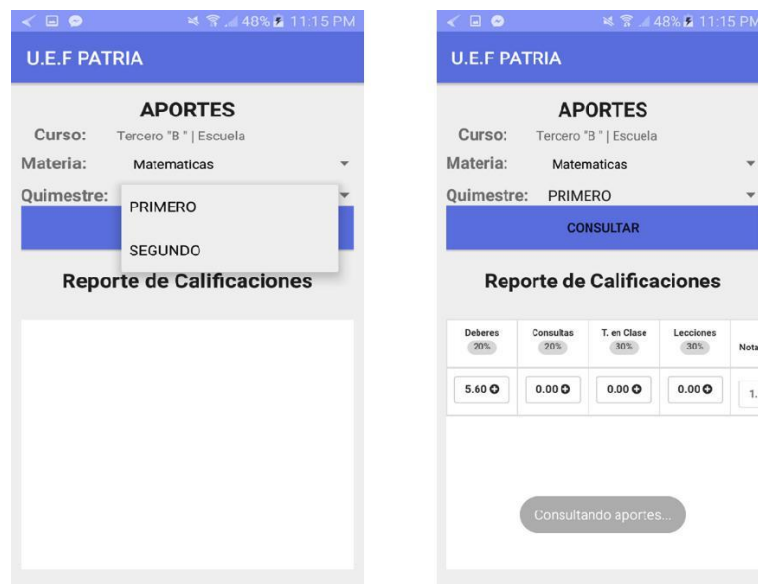 48% 11:15 PM
U.E.F PATRIA
APORTES
Curso: Tercero "B " | Escuela
Materia: Matematicas
Quimestre:
PRIMERO
SEGUNDO
Reporte de Calificaciones
48% 11:15 PM
U.E.F PATRIA
APORTES
Curso: Tercero "B " | Escuela
Materia: Matematicas
Quimestre: PRIMERO
CONSULTAR
Reporte de Calificaciones
Deberes Consultas T. en Clase Lecciones Nota
20% 20% 30% 30%
5.60 0.00 0.00 0.00 1.
Consultando aportes...